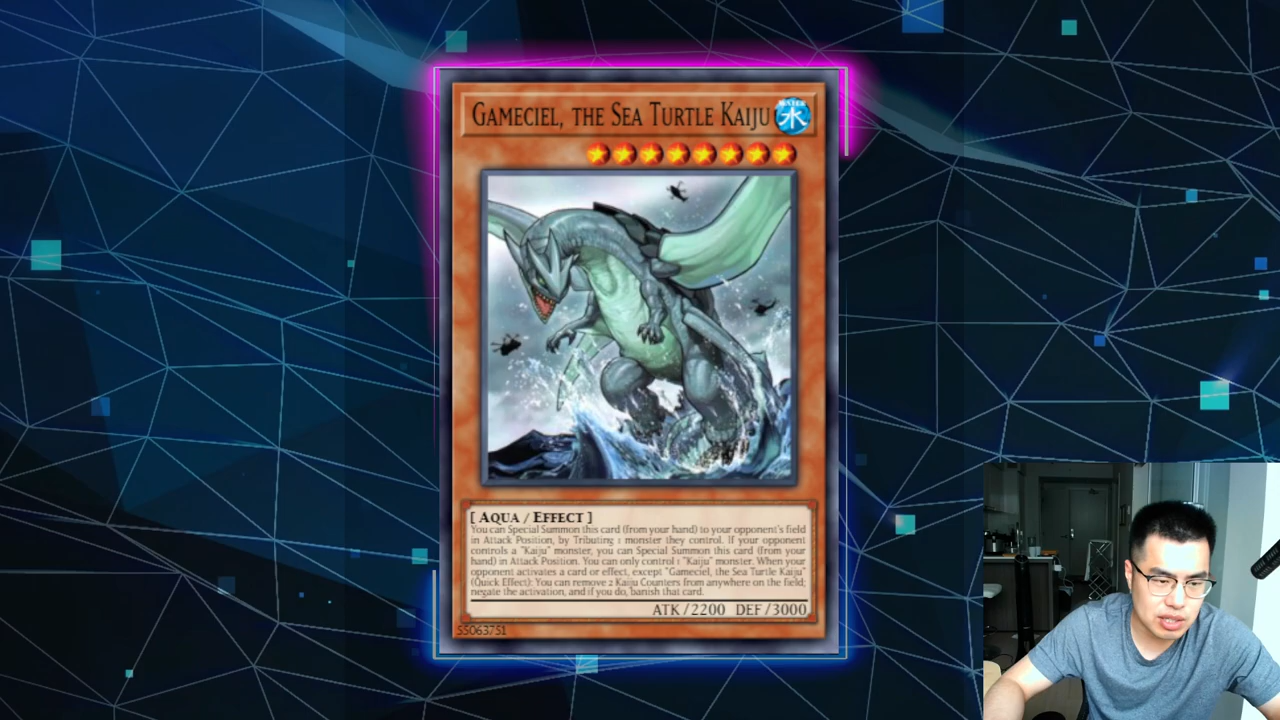 GAMECIEL, THE SEA TURTLE KAIJU
WATER
水
[ AQUA / EFFECT ]
You can Special Summon this card (from your hand) to your opponent's field
in Attack Position, by Tributing 1 monster they control. If your opponent
controls a "Kaiju" monster, you can Special Summon this card (from your
hand) in Attack Position. You can only control 1 "Kaiju" monster. When your
opponent activates a card or effect, except "Gameciel, the Sea Turtle Kaiju"
(Quick Effect): You can remove 2 Kaiju Counters from anywhere on the field;
negate the activation, and if you do, banish that card.
ATK/2200 DEF/3000
55063751